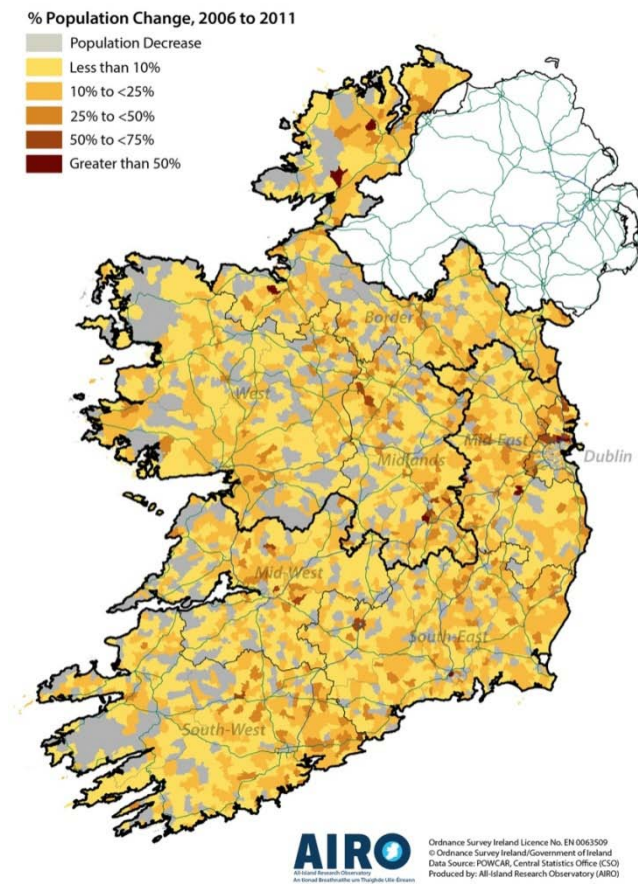 % Population Change, 2006 to 2011
Population Decrease
Less than 10%
10% to <25%
25% to <50%
50% to <75%
Greater than 50%
Border
West
Mid-East
Dublin
Midlands
Mid-West
South-East
South-West
AIRO
All-Island Research Observatory
An tIonad Breathnaithe um Thaighde Uile Éireann
Ordnance Survey Ireland Licence No. EN 0063509
© Ordnance Survey Ireland/Government of Ireland
Data Source: POWCAR, Central Statistics Office (CSO)
Produced by: All-Island Research Observatory (AIRO)